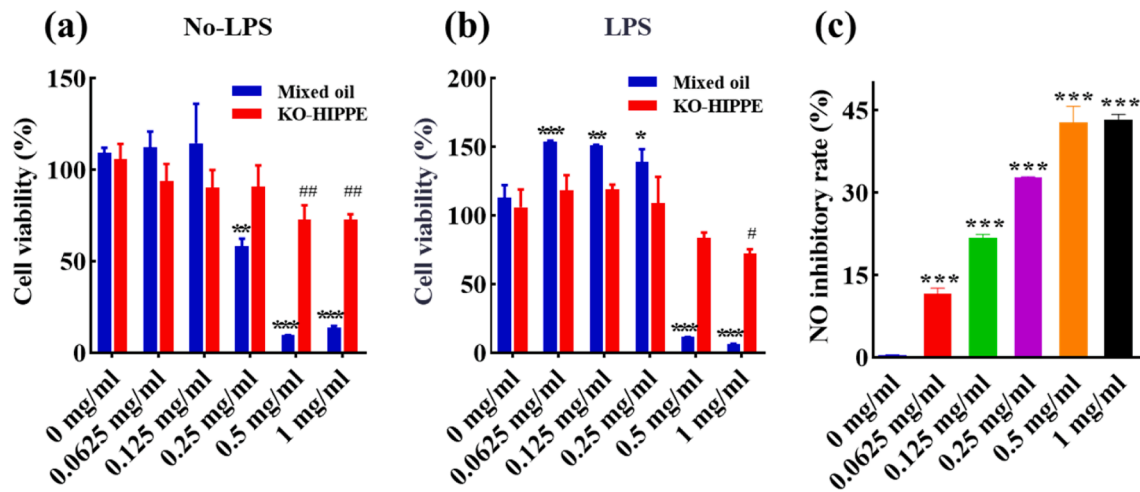 (a)
No-LPS
Mixed oil
KO-HIPPE
Cell viability (%)
150
100
50
0
**
***
***
##
##
0 mg/ml
0.0625 mg/ml
0.125 mg/ml
0.25 mg/ml
0.5 mg/ml
1 mg/ml
(b)
LPS
Mixed oil
KO-HIPPE
Cell viability (%)
200
150
100
50
0
***
**
*
***
***
#
0 mg/ml
0.0625 mg/ml
0.125 mg/ml
0.25 mg/ml
0.5 mg/ml
1 mg/ml
(c)
NO inhibitory rate (%)
45
30
15
0
***
***
***
***
***
0 mg/ml
0.0625 mg/ml
0.125 mg/ml
0.25 mg/ml
0.5 mg/ml
1 mg/ml